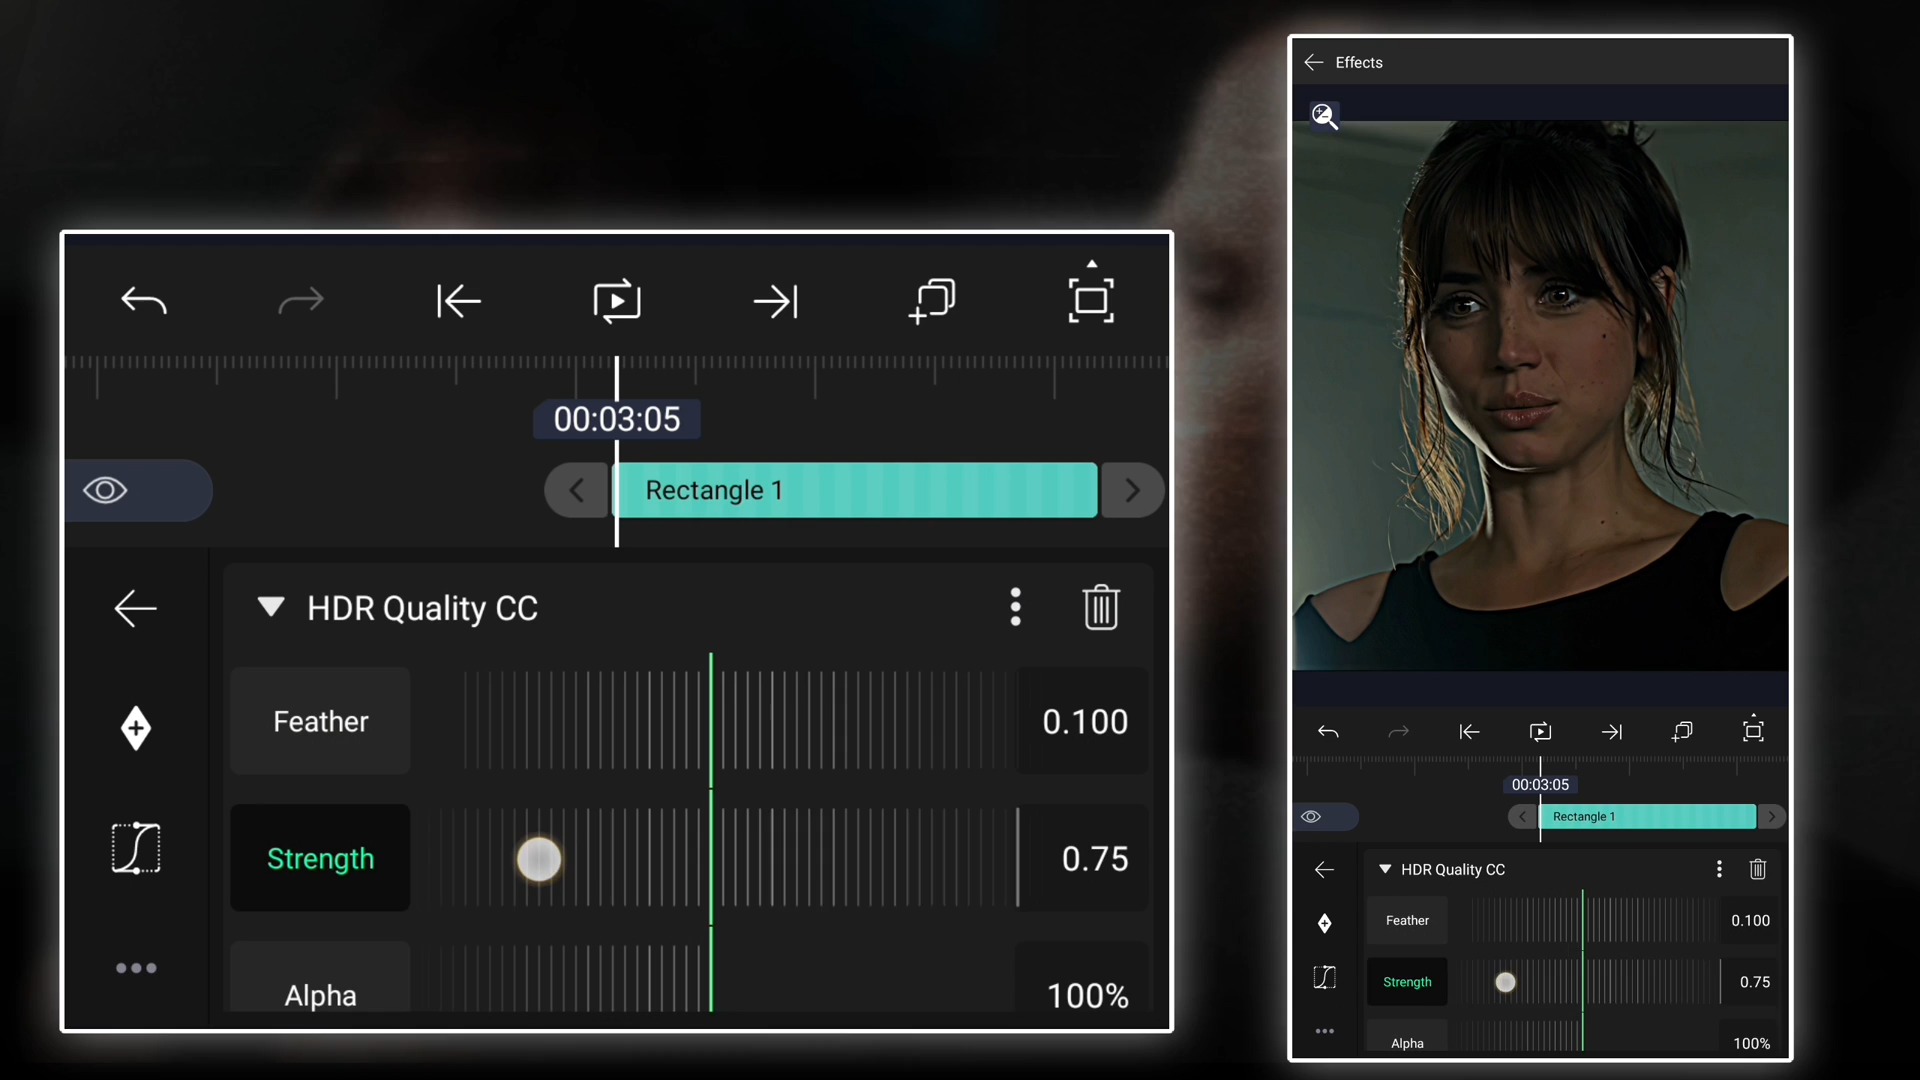 00:03:05
Rectangle 1
HDR Quality CC
Feather 0.100
Strength 0.75
Alpha 100%
Effects
00:03:05
Rectangle 1
HDR Quality CC
Feather 0.100
Strength 0.75
Alpha 100%